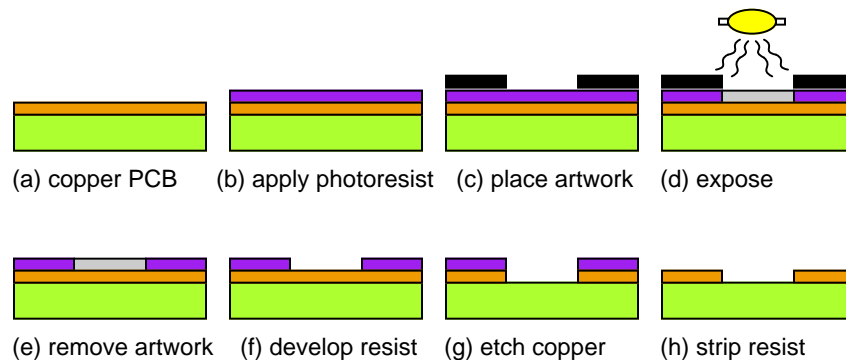 (a) copper PCB
(b) apply photoresist
(c) place artwork
(d) expose
(e) remove artwork
(f) develop resist
(g) etch copper
(h) strip resist